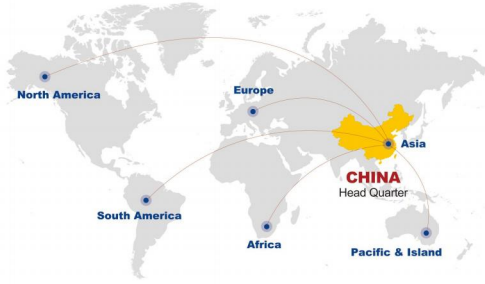 North America
Europe
Asia
CHINA
Head Quarter
South America
Africa
Pacific & Island